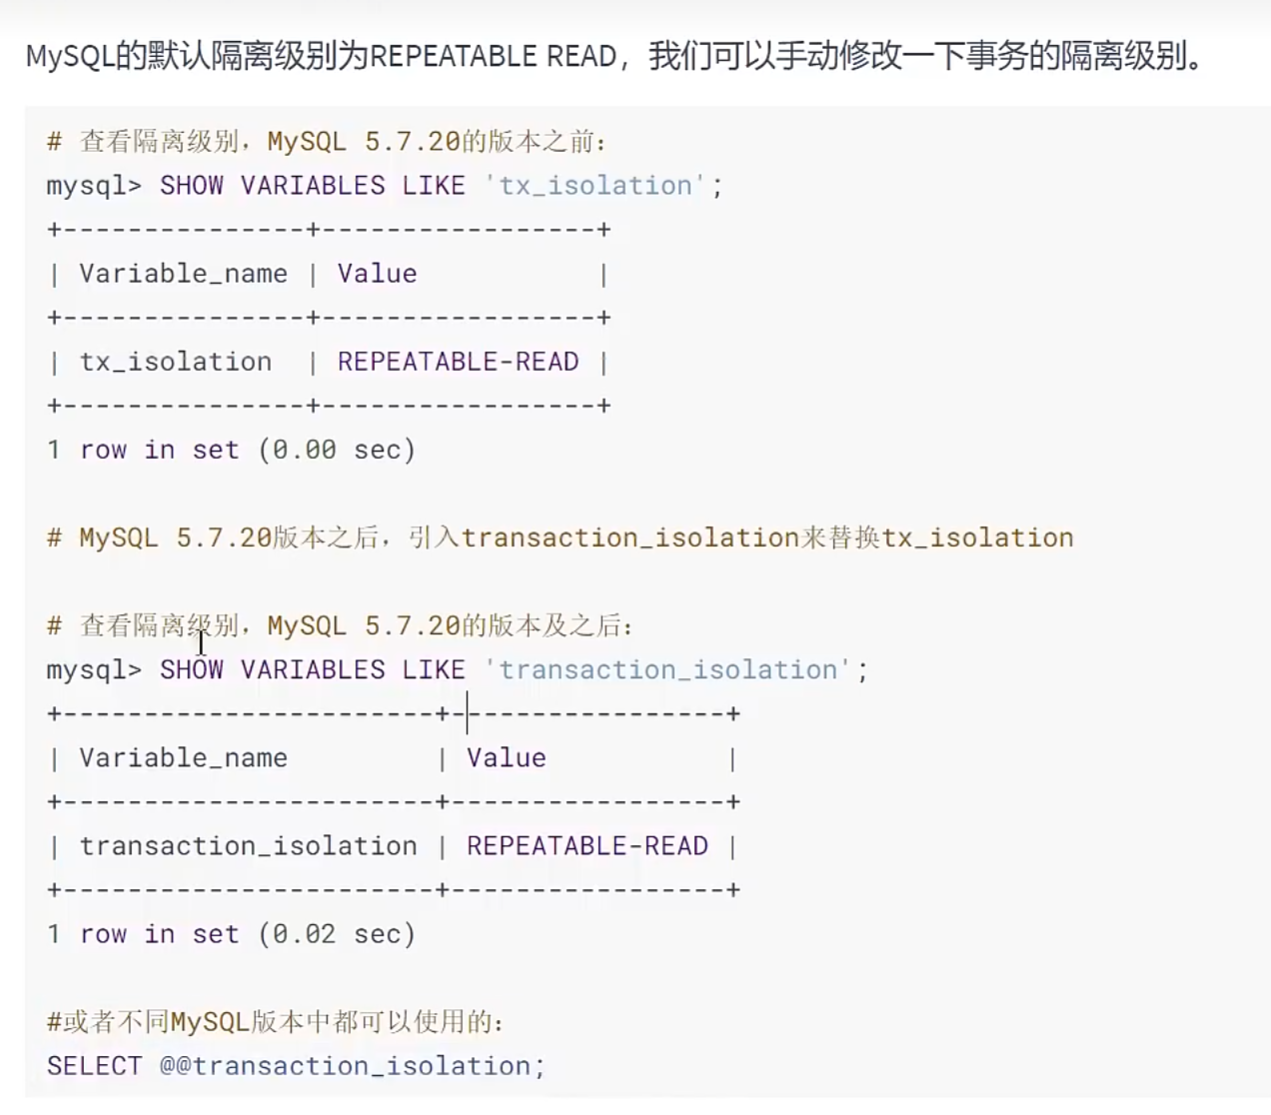 MySQL的默认隔离级别为REPEATABLE READ，我们可以手动修改一下事务的隔离级别。
# 查看隔离级别，MySQL 5.7.20的版本之前：
mysql> SHOW VARIABLES LIKE 'tx_isolation';
+---------------+-----------------+
| Variable_name | Value           |
+---------------+-----------------+
| tx_isolation  | REPEATABLE-READ |
+---------------+-----------------+
1 row in set (0.00 sec)
# MySQL 5.7.20版本之后，引入transaction_isolation来替换tx_isolation
# 查看隔离级别，MySQL 5.7.20的版本及之后：
mysql> SHOW VARIABLES LIKE 'transaction_isolation';
+-----------------------+-----------------+
| Variable_name         | Value           |
+-----------------------+-----------------+
| transaction_isolation | REPEATABLE-READ |
+-----------------------+-----------------+
1 row in set (0.02 sec)
#或者不同MySQL版本中都可以使用的：
SELECT @@transaction_isolation;